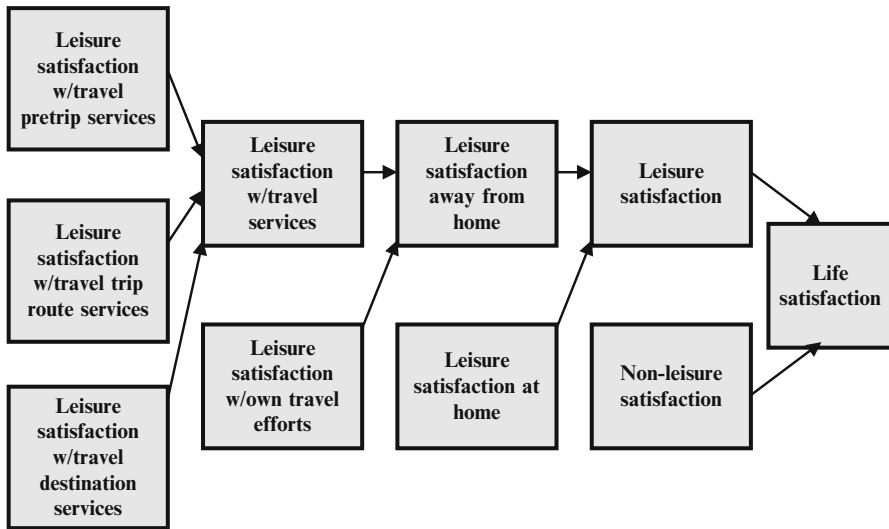 Leisure
satisfaction
w/travel
pretrip services
Leisure
satisfaction
w/travel trip
route services
Leisure
satisfaction
w/travel
destination
services
Leisure
satisfaction
w/travel
services
Leisure
satisfaction
w/own travel
efforts
Leisure
satisfaction
away from
home
Leisure
satisfaction at
home
Leisure
satisfaction
Non-leisure
satisfaction
Life
satisfaction